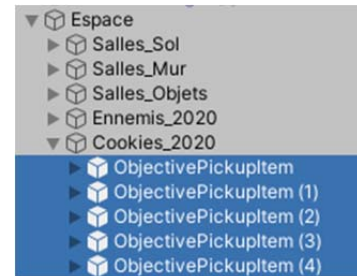 Espace
Salles_Sol
Salles_Mur
Salles_Objets
Ennemis_2020
Cookies_2020
ObjectivePickupItem
ObjectivePickupItem (1)
ObjectivePickupItem (2)
ObjectivePickupItem (3)
ObjectivePickupItem (4)